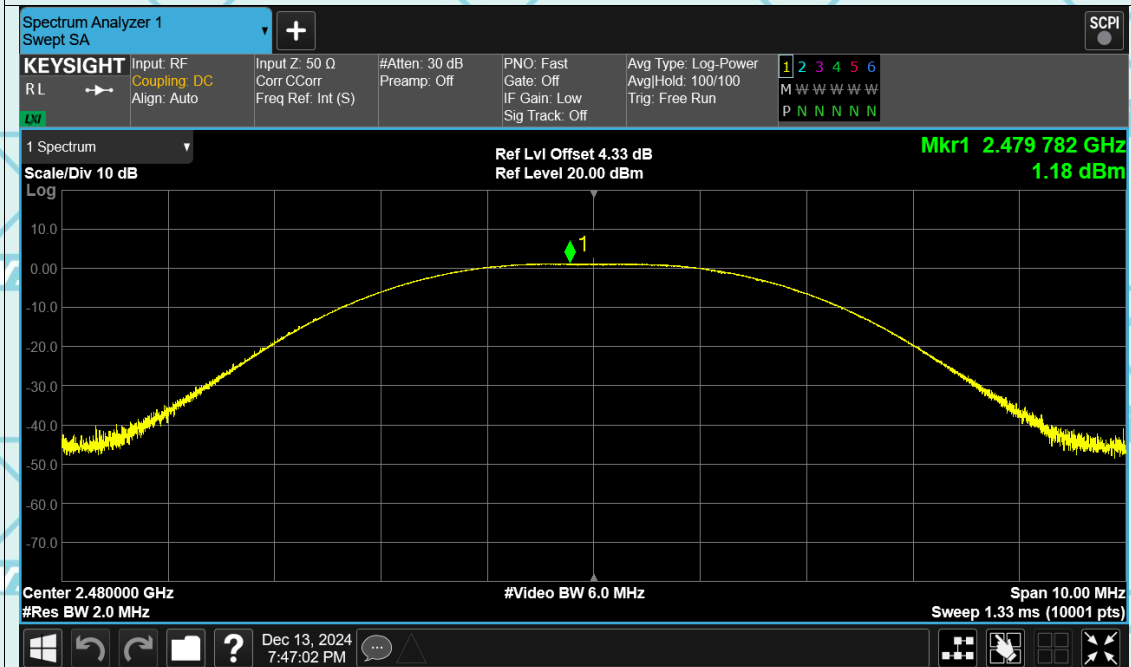 Spectrum Analyzer 1
Swept SA
+
SCPI
KEYSIGHT
RL
LXI
Input: RF
Coupling: DC
Align: Auto
Input Z: 50 Ω
Corr CCorr
Freq Ref: Int (S)
#Atten: 30 dB
Preamp: Off
PNO: Fast
Gate: Off
IF Gain: Low
Sig Track: Off
Avg Type: Log-Power
Avg|Hold: 100/100
Trig: Free Run
1 2 3 4 5 6
M W W W W W
P N N N N N
1 Spectrum
Scale/Div 10 dB
Log
Ref Lvl Offset 4.33 dB
Ref Level 20.00 dBm
Mkr1 2.479 782 GHz
1.18 dBm
1
10.0
0.00
-10.0
-20.0
-30.0
-40.0
-50.0
-60.0
-70.0
Center 2.480000 GHz
#Res BW 2.0 MHz
#Video BW 6.0 MHz
Span 10.00 MHz
Sweep 1.33 ms (10001 pts)
?
Dec 13, 2024
7:47:02 PM